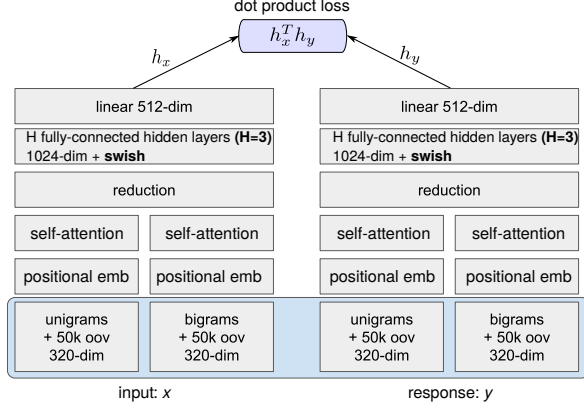 dot product loss
h_x^T h_y
h_x
h_y
linear 512-dim
H fully-connected hidden layers (H=3)
1024-dim + swish
reduction
self-attention
self-attention
positional emb
positional emb
unigrams
+ 50k oov
320-dim
bigrams
+ 50k oov
320-dim
input: x
linear 512-dim
H fully-connected hidden layers (H=3)
1024-dim + swish
reduction
self-attention
self-attention
positional emb
positional emb
unigrams
+ 50k oov
320-dim
bigrams
+ 50k oov
320-dim
response: y